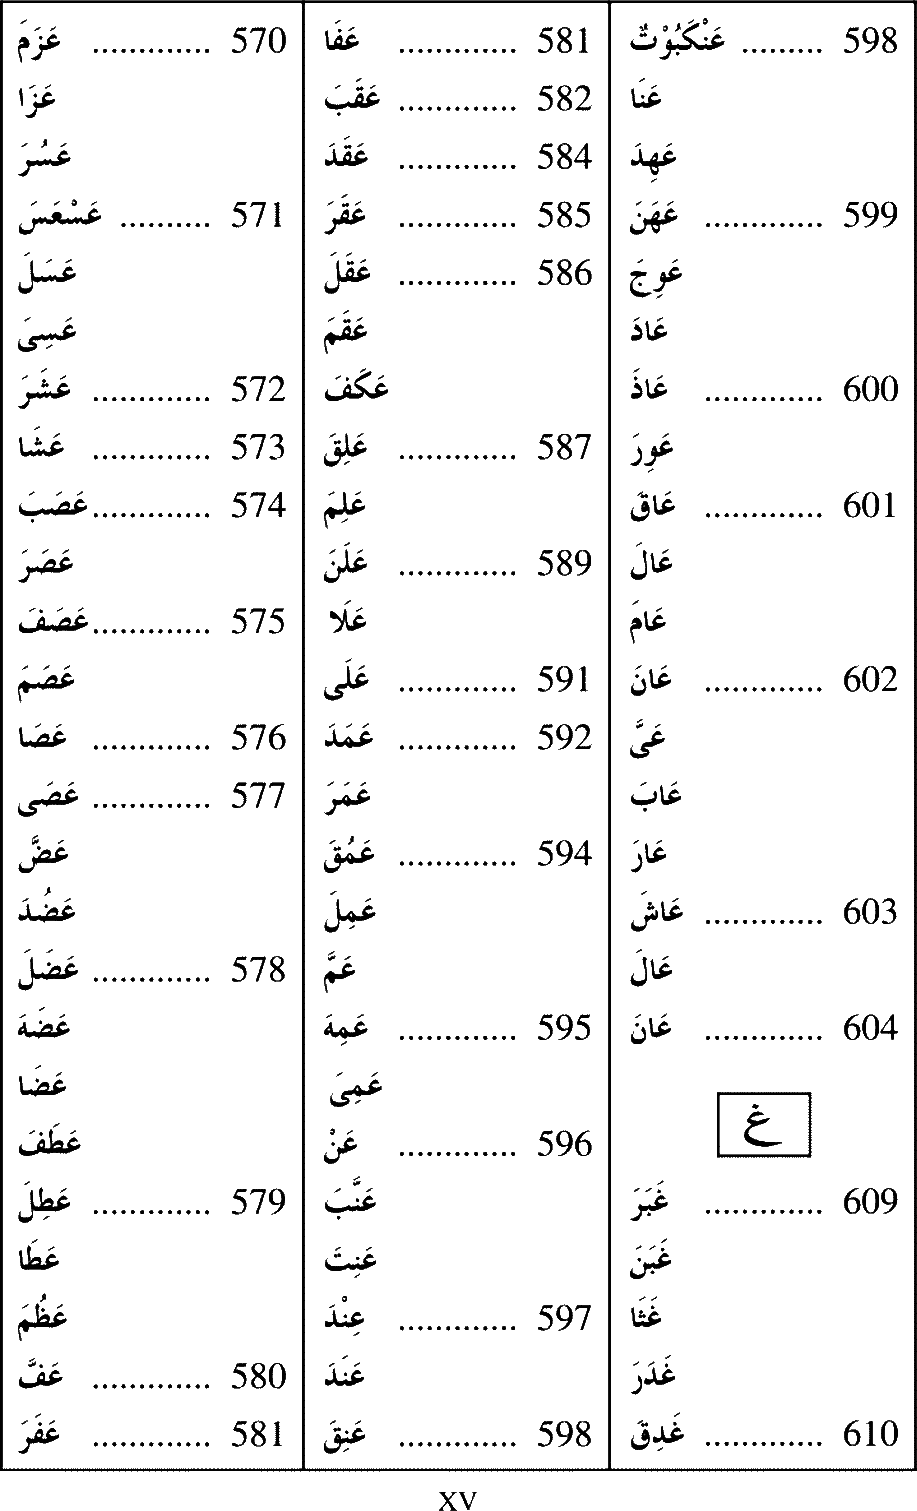 عَزَمَ ............. 570
عَزَا
عَسُرَ
عَسْعَسَ .......... 571
عَسَلَ
عَسِىَ
عَشَرَ ............. 572
عَشَا ............. 573
عَصَبَ ............. 574
عَصَرَ
عَصَفَ ............. 575
عَصَمَ
عَصَا ............. 576
عَصَى ............. 577
عَضَّ
عَضُدَ
عَضَلَ ............. 578
عَضَهَ
عَضَا
عَطَفَ
عَطِلَ ............. 579
عَطَا
عَظُمَ
عَفَّ ............. 580
عَفَرَ ............. 581
عَفَا ............. 581
عَقَبَ ............. 582
عَقَدَ ............. 584
عَقَرَ ............. 585
عَقَلَ ............. 586
عَقَمَ
عَكَفَ
عَلِقَ ............. 587
عَلِمَ
عَلَنَ ............. 589
عَلَا
عَلَى ............. 591
عَمَدَ ............. 592
عَمَرَ
عَمُقَ ............. 594
عَمِلَ
عَمَّ
عَمِهَ ............. 595
عَمِىَ
عَنْ ............. 596
عَنَّبَ
عَنِتَ
عِنْدَ ............. 597
عَنَدَ
عَنِقَ ............. 598
عَنْكَبُوْتٌ ......... 598
عَنَا
عَهِدَ
عَهَنَ ............. 599
عَوِجَ
عَادَ
عَاذَ ............. 600
عَوِرَ
عَاقَ ............. 601
عَالَ
عَامَ
عَانَ ............. 602
عَىَّ
عَابَ
عَارَ
عَاشَ ............. 603
عَالَ
عَانَ ............. 604
غ
غَبَرَ ............. 609
غَبَنَ
غَثَا
غَدَرَ
غَدِقَ ............. 610
XV